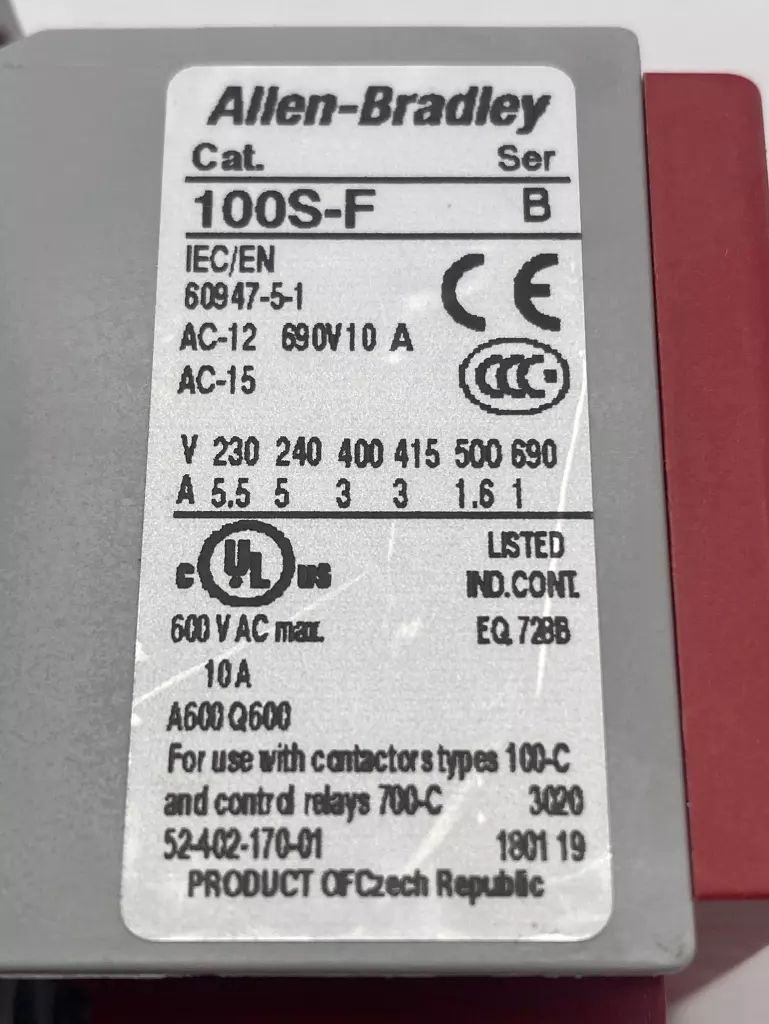 Allen-Bradley
Cat. Ser
100S-F B
IEC/EN
60947-5-1
CE
AC-12 690V10 A
CCC
AC-15
V 230 240 400 415 500 690
A 5.5 5 3 3 1.6 1
C UL US LISTED
IND.CONT.
600 V AC max. EQ. 728B
10A
A600 Q600
For use with contactors types 100-C
and control relays 700-C 3020
52-402-170-01 1801 19
PRODUCT OF Czech Republic